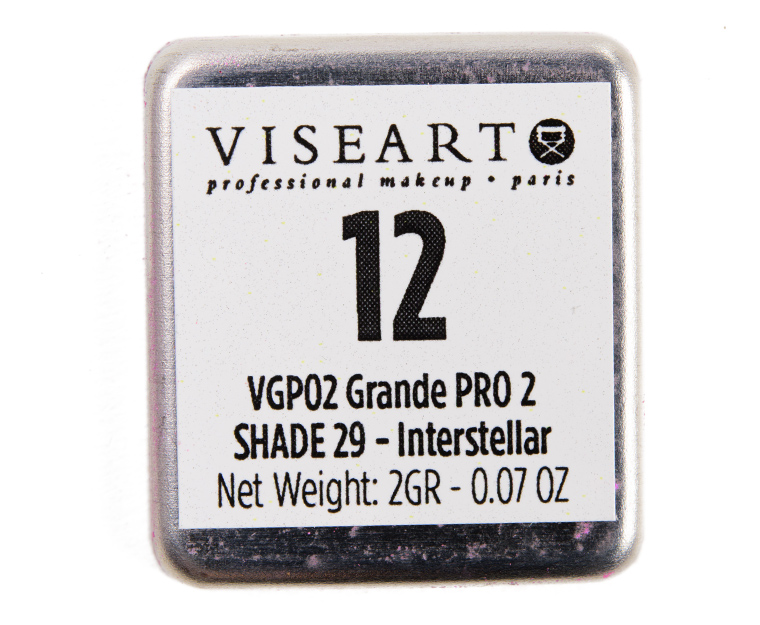 VISEART
professional makeup • paris
12
VGP02 Grande PRO 2
SHADE 29 - Interstellar
Net Weight: 2GR - 0.07 OZ